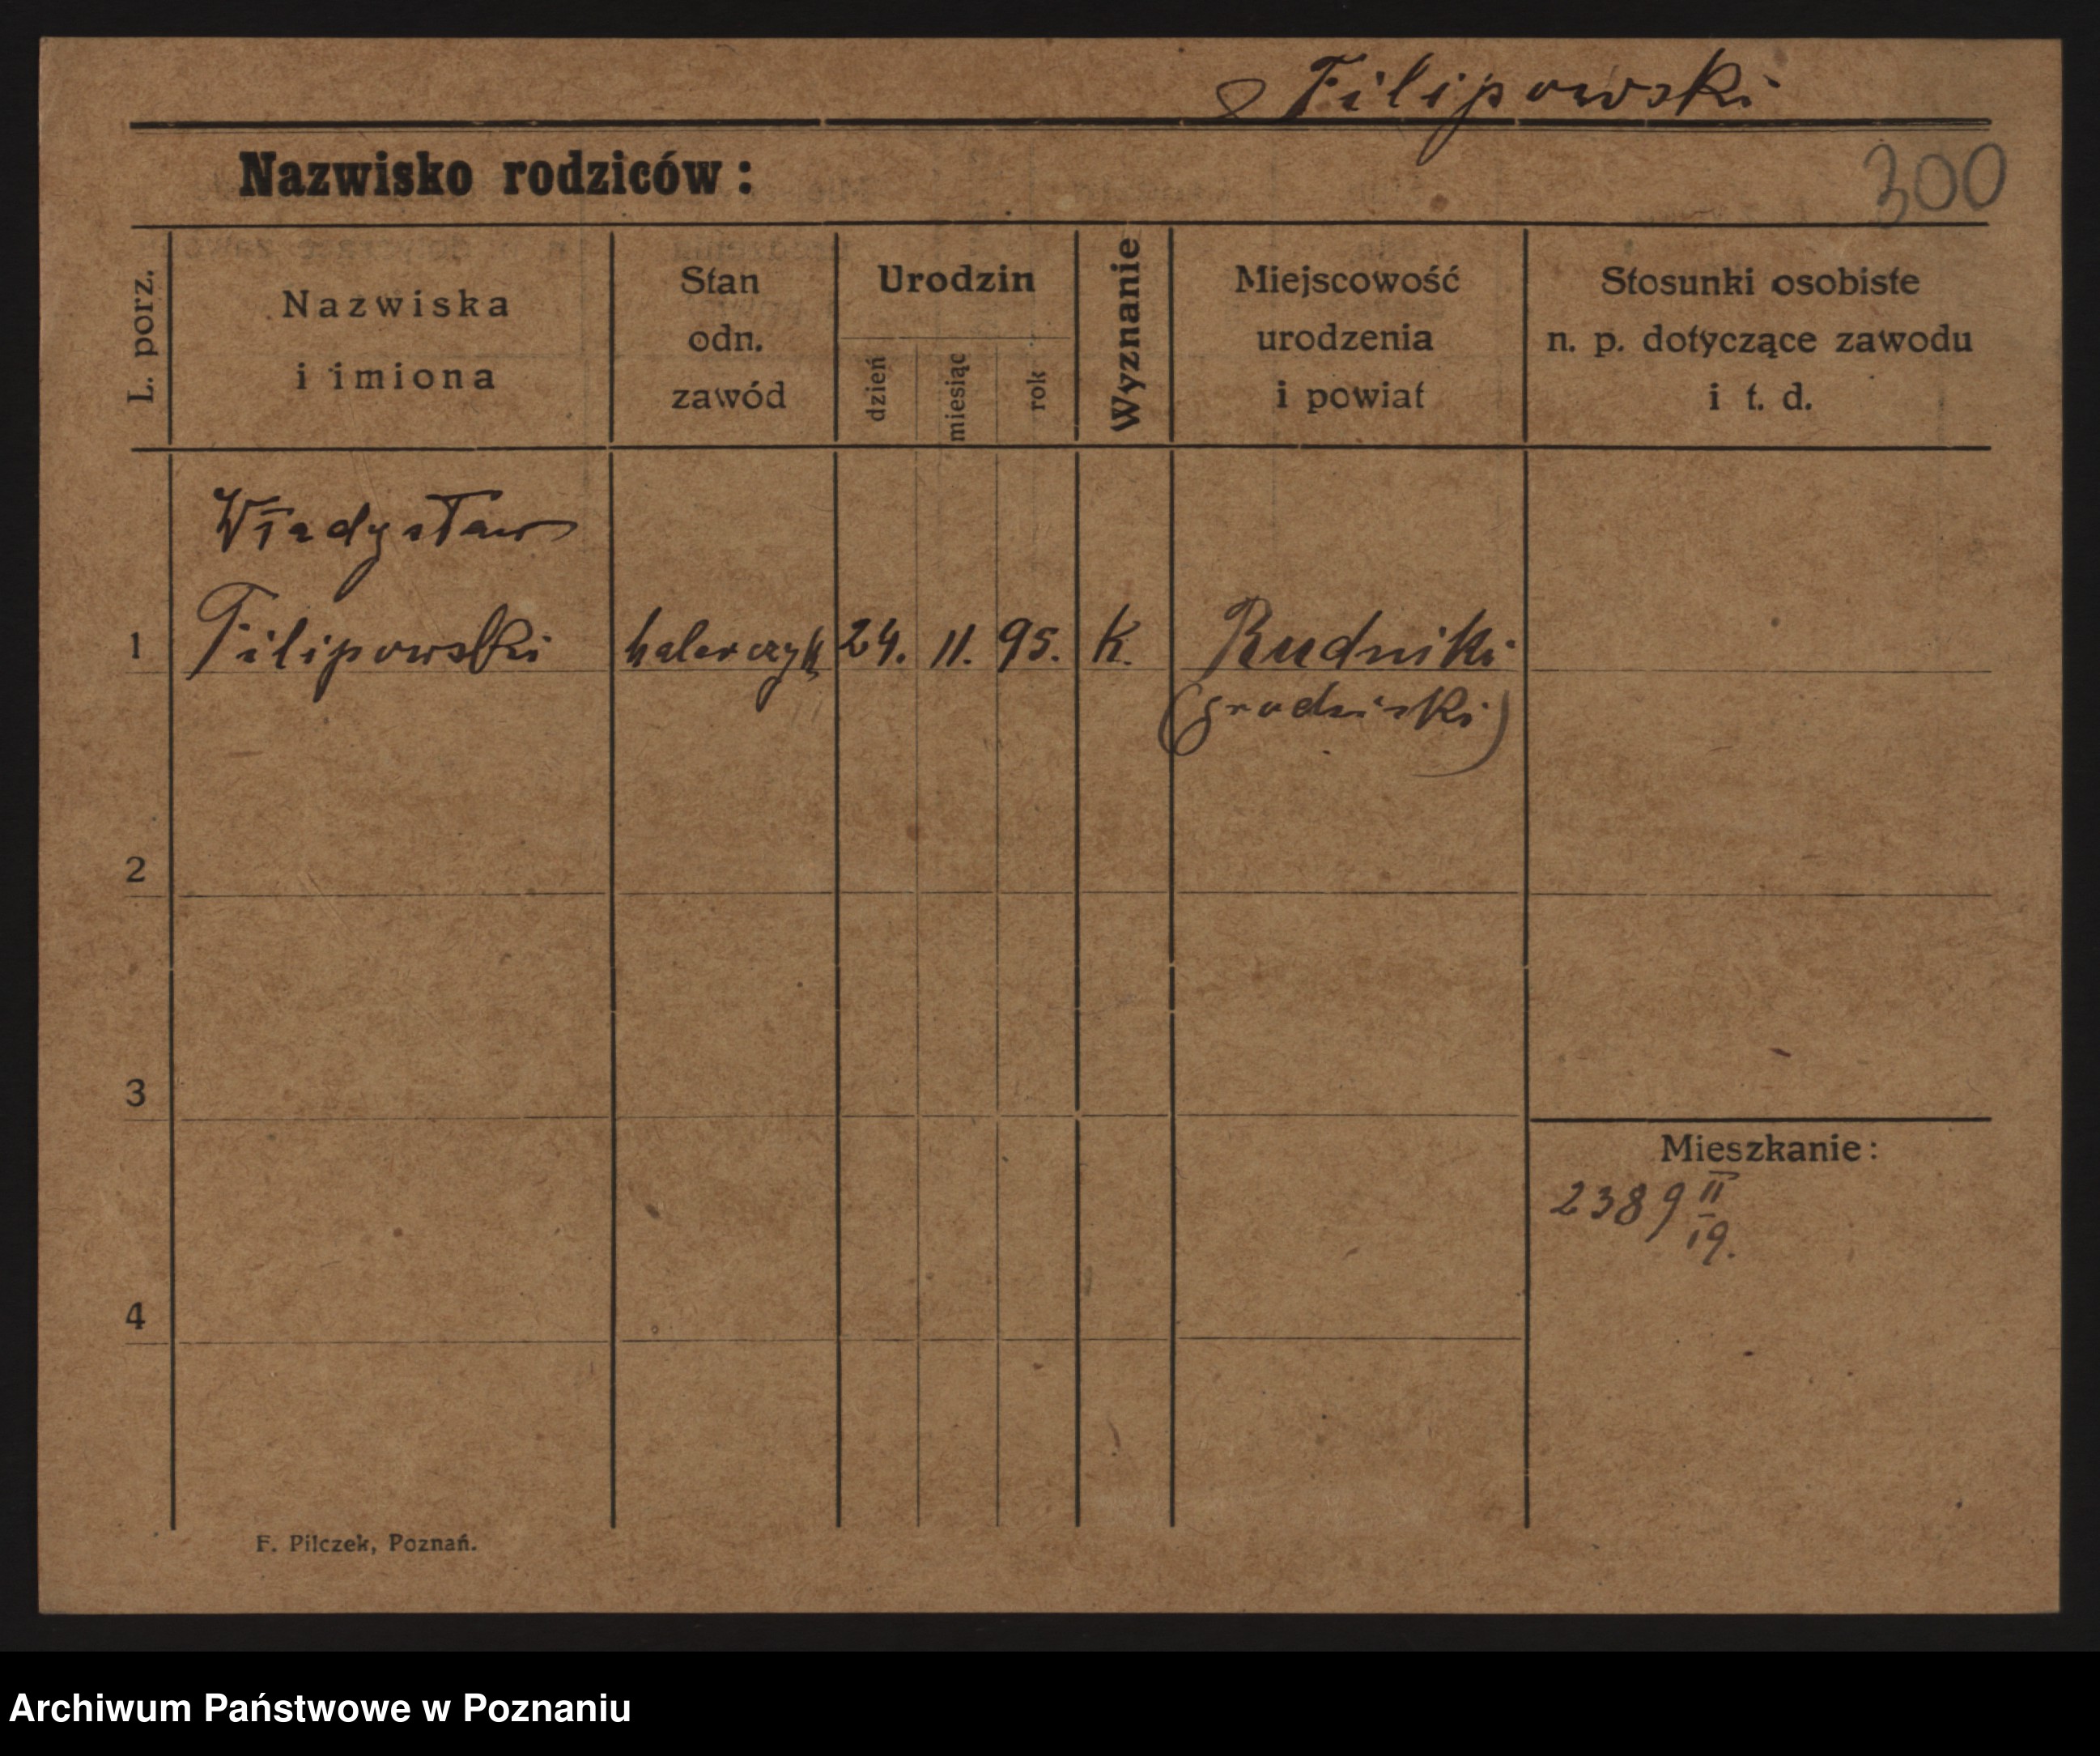 Filipowski
300
Nazwisko rodziców:
L. porz.
Nazwiska
i imiona
Stan
odn.
zawód
Urodzin
dzień
miesiąc
rok
Wyznanie
Miejscowość
urodzenia
i powiat
Stosunki osobiste
n. p. dotyczące zawodu
i t. d.
Władysław
1 Filipowski halerczyk 24. 11. 95. K. Rudniki
(grodziski)
2
3
Mieszkanie:
2389 II
19.
4
F. Pilczek, Poznań.
Archiwum Państwowe w Poznaniu